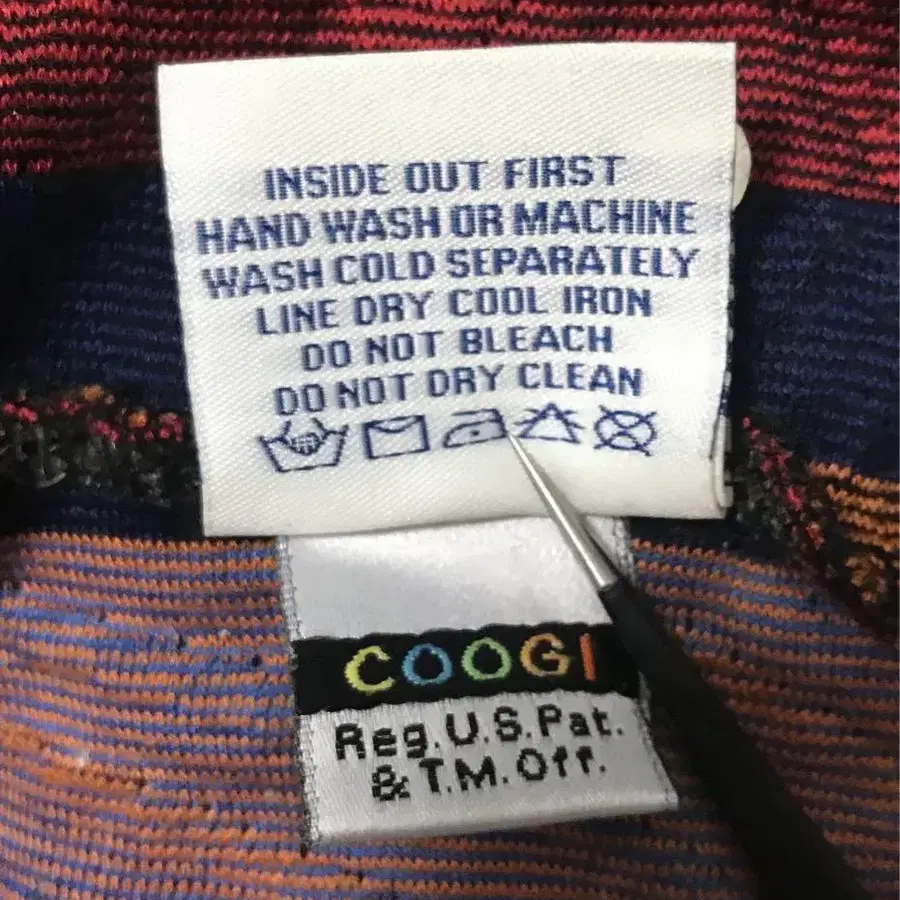 INSIDE OUT FIRST
HAND WASH OR MACHINE
WASH COLD SEPARATELY
LINE DRY COOL IRON
DO NOT BLEACH
DO NOT DRY CLEAN
COOGI
Reg.U.S.Pat.
& T.M.Off.